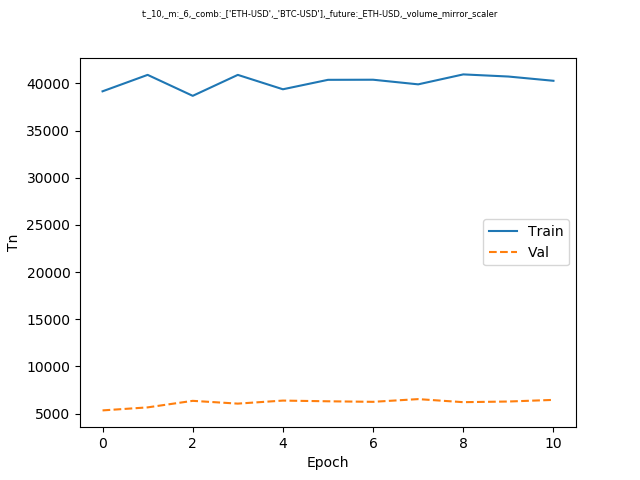 t:_10,_m:_6,_comb:_['ETH-USD',_'BTC-USD'],_future:_ETH-USD,_volume_mirror_scaler
40000
35000
30000
25000
20000
15000
10000
5000
Tn
Train
Val
0 2 4 6 8 10
Epoch